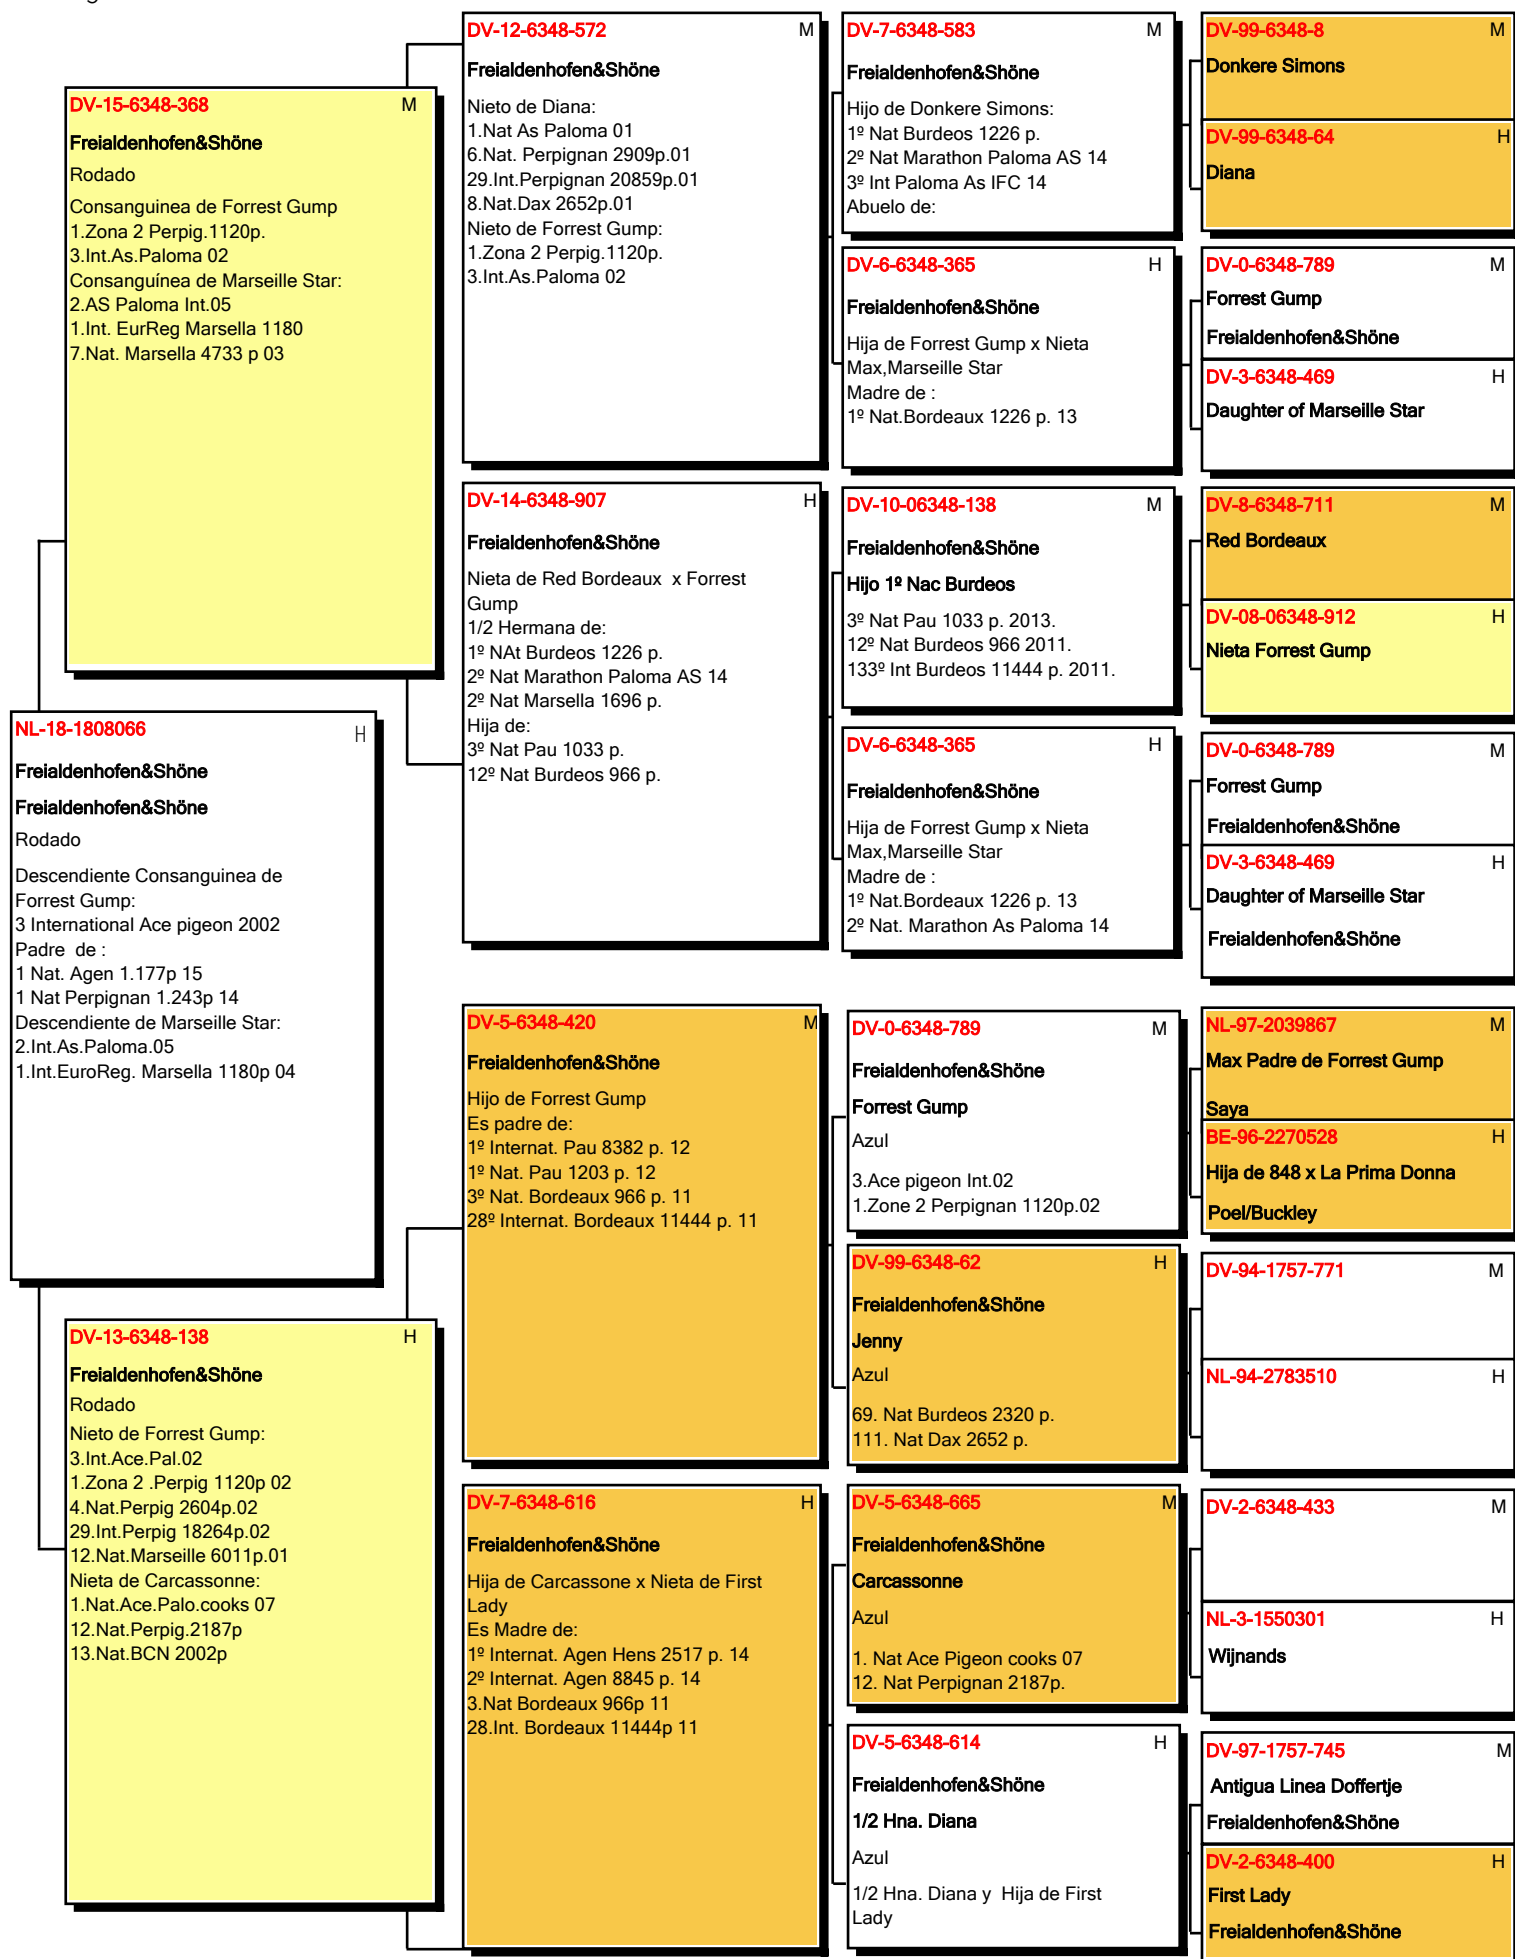 DV-12-6348-572 M
Freialdenhofen&Shöne
Nieto de Diana:
1.Nat As Paloma 01
6.Nat. Perpignan 2909p.01
29.Int.Perpignan 20859p.01
8.Nat.Dax 2652p.01
Nieto de Forrest Gump:
1.Zona 2 Perpig.1120p.
3.Int.As.Paloma 02
DV-7-6348-583 M
Freialdenhofen&Shöne
Hijo de Donkere Simons:
1º Nat Burdeos 1226 p.
2º Nat Marathon Paloma AS 14
3º Int Paloma As IFC 14
Abuelo de:
DV-99-6348-8 M
Donkere Simons
DV-99-6348-64 H
Diana
DV-15-6348-368 M
Freialdenhofen&Shöne
Rodado
Consanguinea de Forrest Gump
1.Zona 2 Perpig.1120p.
3.Int.As.Paloma 02
Consanguínea de Marseille Star:
2.AS Paloma Int.05
1.Int. EurReg Marsella 1180
7.Nat. Marsella 4733 p 03
DV-6-6348-365 H
Freialdenhofen&Shöne
Hija de Forrest Gump x Nieta
Max,Marseille Star
Madre de :
1º Nat.Bordeaux 1226 p. 13
DV-0-6348-789 M
Forrest Gump
Freialdenhofen&Shöne
DV-3-6348-469 H
Daughter of Marseille Star
DV-14-6348-907 H
Freialdenhofen&Shöne
Nieta de Red Bordeaux x Forrest
Gump
1/2 Hermana de:
1º NAt Burdeos 1226 p.
2º Nat Marathon Paloma AS 14
2º Nat Marsella 1696 p.
Hija de:
3º Nat Pau 1033 p.
12º Nat Burdeos 966 p.
DV-10-06348-138 M
Freialdenhofen&Shöne
Hijo 1º Nac Burdeos
3º Nat Pau 1033 p. 2013.
12º Nat Burdeos 966 2011.
133º Int Burdeos 11444 p. 2011.
DV-8-6348-711 M
Red Bordeaux
DV-08-06348-912 H
Nieta Forrest Gump
DV-6-6348-365 H
Freialdenhofen&Shöne
Hija de Forrest Gump x Nieta
Max,Marseille Star
Madre de :
1º Nat.Bordeaux 1226 p. 13
2º Nat. Marathon As Paloma 14
DV-0-6348-789 M
Forrest Gump
Freialdenhofen&Shöne
DV-3-6348-469 H
Daughter of Marseille Star
Freialdenhofen&Shöne
NL-18-1808066 H
Freialdenhofen&Shöne
Freialdenhofen&Shöne
Rodado
Descendiente Consanguinea de
Forrest Gump:
3 International Ace pigeon 2002
Padre de :
1 Nat. Agen 1.177p 15
1 Nat Perpignan 1.243p 14
Descendiente de Marseille Star:
2.Int.As.Paloma.05
1.Int.EuroReg. Marsella 1180p 04
DV-5-6348-420 M
Freialdenhofen&Shöne
Hijo de Forrest Gump
Es padre de:
1º Internat. Pau 8382 p. 12
1º Nat. Pau 1203 p. 12
3º Nat. Bordeaux 966 p. 11
28º Internat. Bordeaux 11444 p. 11
DV-0-6348-789 M
Freialdenhofen&Shöne
Forrest Gump
Azul
3.Ace pigeon Int.02
1.Zone 2 Perpignan 1120p.02
NL-97-2039867 M
Max Padre de Forrest Gump
Saya
BE-96-2270528 H
Hija de 848 x La Prima Donna
Poel/Buckley
DV-99-6348-62 H
Freialdenhofen&Shöne
Jenny
Azul
69. Nat Burdeos 2320 p.
111. Nat Dax 2652 p.
DV-94-1757-771 M
NL-94-2783510 H
DV-13-6348-138 H
Freialdenhofen&Shöne
Rodado
Nieto de Forrest Gump:
3.Int.Ace.Pal.02
1.Zona 2 .Perpig 1120p 02
4.Nat.Perpig 2604p.02
29.Int.Perpig 18264p.02
12.Nat.Marseille 6011p.01
Nieta de Carcassonne:
1.Nat.Ace.Palo.cooks 07
12.Nat.Perpig.2187p
13.Nat.BCN 2002p
DV-7-6348-616 H
Freialdenhofen&Shöne
Hija de Carcassone x Nieta de First
Lady
Es Madre de:
1º Internat. Agen Hens 2517 p. 14
2º Internat. Agen 8845 p. 14
3.Nat Bordeaux 966p 11
28.Int. Bordeaux 11444p 11
DV-5-6348-665 M
Freialdenhofen&Shöne
Carcassonne
Azul
1. Nat Ace Pigeon cooks 07
12. Nat Perpignan 2187p.
DV-2-6348-433 M
NL-3-1550301 H
Wijnands
DV-5-6348-614 H
Freialdenhofen&Shöne
1/2 Hna. Diana
Azul
1/2 Hna. Diana y Hija de First
Lady
DV-97-1757-745 M
Antigua Linea Doffertje
Freialdenhofen&Shöne
DV-2-6348-400 H
First Lady
Freialdenhofen&Shöne